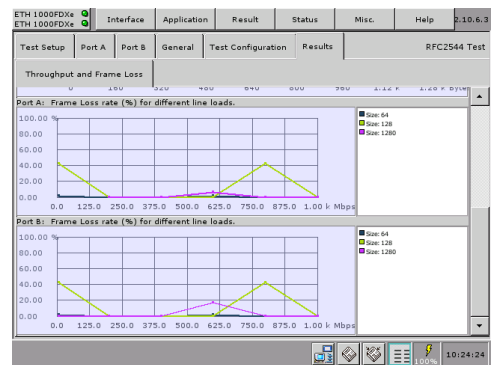 ETH 1000FDXe
ETH 1000FDXe
Interface Application Result Status Misc. Help 2.10.6.3
Test Setup Port A Port B General Test Configuration Results RFC2544 Test
Throughput and Frame Loss
0 160 320 480 640 800 960 1.12 K 1.28 K Byte
Port A: Frame Loss rate (%) for different line loads.
100.00 %
80.00
60.00
40.00
20.00
0.00
0.0 125.0 250.0 375.0 500.0 625.0 750.0 875.0 1.00 k Mbps
Size: 64
Size: 128
Size: 1280
Port B: Frame Loss rate (%) for different line loads.
100.00 %
80.00
60.00
40.00
20.00
0.00
0.0 125.0 250.0 375.0 500.0 625.0 750.0 875.0 1.00 k Mbps
Size: 64
Size: 128
Size: 1280
100%
10:24:24